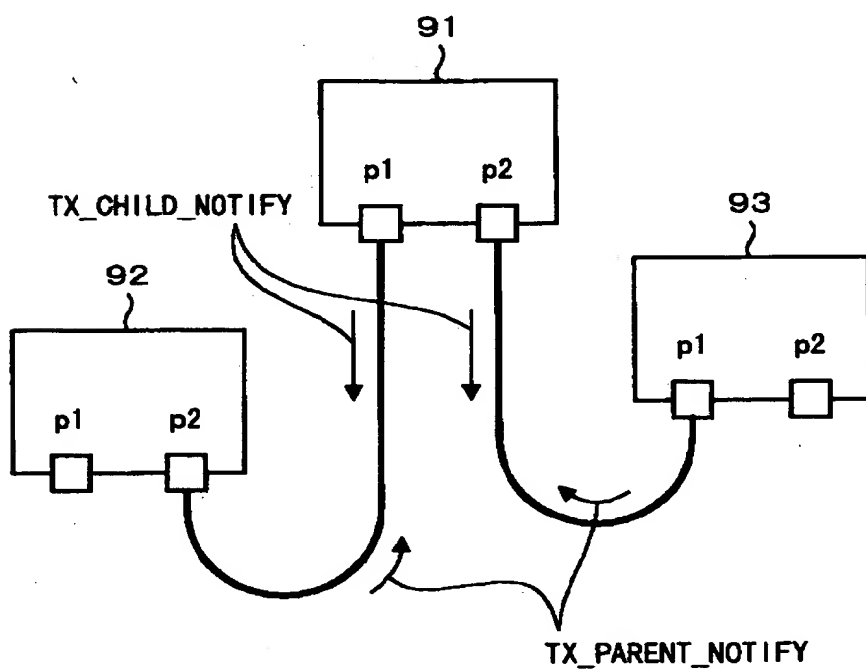 91
p1 p2
TX_CHILD_NOTIFY
93
92
p1 p2
p1 p2
TX_PARENT_NOTIFY